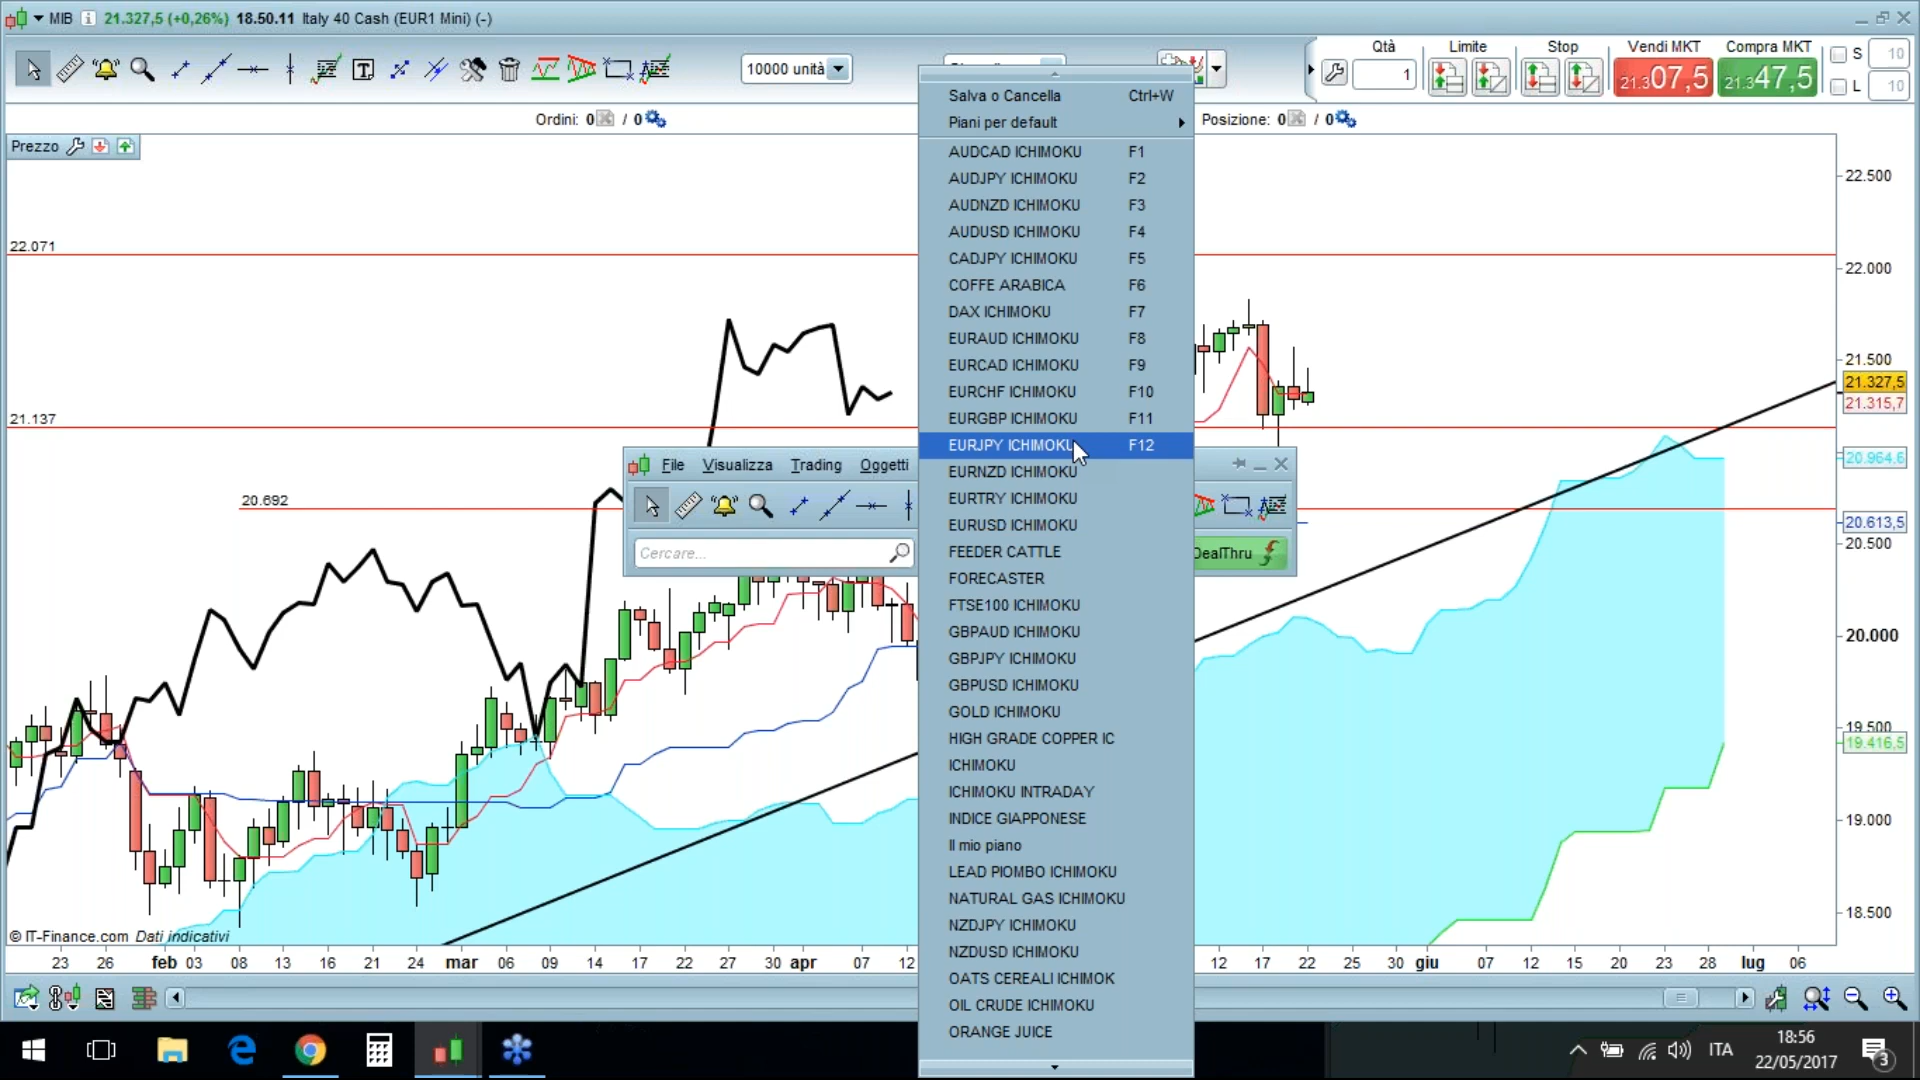 MIB 21.327,5 (+0,26%) 18.50.11 Italy 40 Cash (EUR1 Mini) (-)
10000 unità
Qtà Limite Stop Vendi MKT Compra MKT
S 10
1 21.307,5 21.347,5
L 10
Ordini: 0 / 0
Posizione: 0 / 0
Prezzo
22.071
21.137
20.692
22.500
22.000
21.500
21.327,5
21.315,7
20.964,6
20.613,5
20.500
20.000
19.500
19.416,5
19.000
18.500
Salva o Cancella Ctrl+W
Piani per default
AUDCAD ICHIMOKU F1
AUDJPY ICHIMOKU F2
AUDNZD ICHIMOKU F3
AUDUSD ICHIMOKU F4
CADJPY ICHIMOKU F5
COFFE ARABICA F6
DAX ICHIMOKU F7
EURAUD ICHIMOKU F8
EURCAD ICHIMOKU F9
EURCHF ICHIMOKU F10
EURGBP ICHIMOKU F11
EURJPY ICHIMOKU F12
EURNZD ICHIMOKU
EURTRY ICHIMOKU
EURUSD ICHIMOKU
FEEDER CATTLE
FORECASTER
FTSE100 ICHIMOKU
GBPAUD ICHIMOKU
GBPJPY ICHIMOKU
GBPUSD ICHIMOKU
GOLD ICHIMOKU
HIGH GRADE COPPER IC
ICHIMOKU
ICHIMOKU INTRADAY
INDICE GIAPPONESE
Il mio piano
LEAD PIOMBO ICHIMOKU
NATURAL GAS ICHIMOKU
NZDJPY ICHIMOKU
NZDUSD ICHIMOKU
OATS CEREALI ICHIMOK
OIL CRUDE ICHIMOKU
ORANGE JUICE
File Visualizza Trading Oggetti
Cercare...
DealThru
© IT-Finance.com Dati indicativi
23 26 feb 03 08 13 16 21 24 mar 06 09 14 17 22 27 30 apr 07 12 12 17 22 25 30 giu 07 12 15 20 23 28 lug 06
ITA
18:56
22/05/2017
3